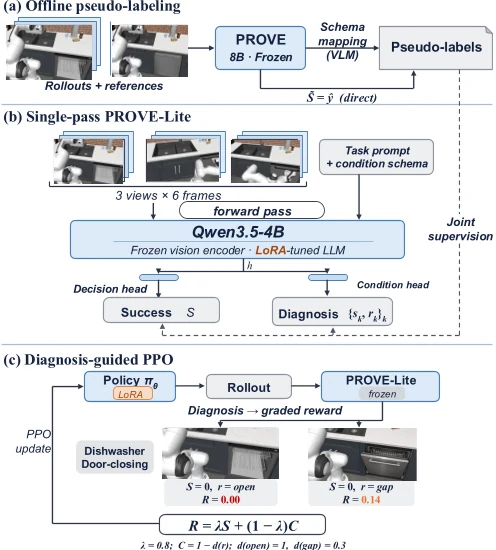 (a) Offline pseudo-labeling
Rollouts + references
PROVE
8B · Frozen
Schema
mapping
(VLM)
Pseudo-labels
S̃ = ŷ (direct)
(b) Single-pass PROVE-Lite
3 views × 6 frames
Task prompt
+ condition schema
forward pass
Qwen3.5-4B
Frozen vision encoder · LoRA-tuned LLM
h
Joint
supervision
Decision head
Condition head
Success S
Diagnosis {sₖ, rₖ}ₖ
(c) Diagnosis-guided PPO
Policy πθ
LoRA
Rollout
PROVE-Lite
frozen
Diagnosis → graded reward
PPO
update
Dishwasher
Door-closing
S = 0, r = open
R = 0.00
S = 0, r = gap
R = 0.14
R = λS + (1 − λ)C
λ = 0.8; C = 1 − d(r); d(open) = 1, d(gap) = 0.3